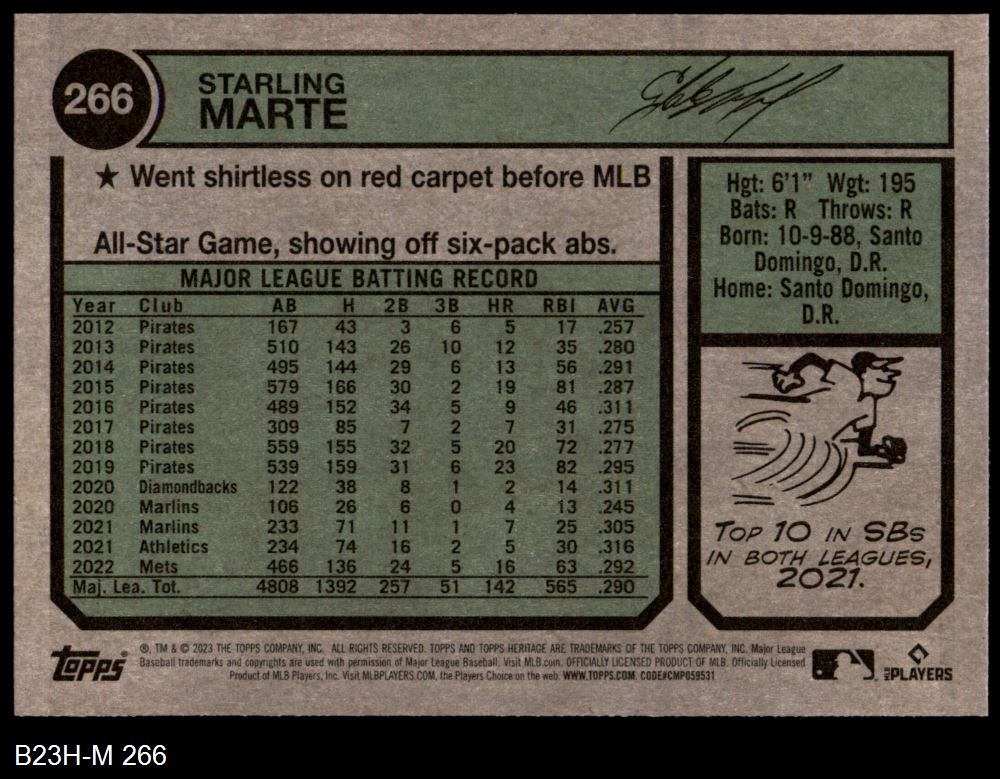 266
STARLING
MARTE
★ Went shirtless on red carpet before MLB
All-Star Game, showing off six-pack abs.
MAJOR LEAGUE BATTING RECORD
Year Club AB H 2B 3B HR RBI AVG
2012 Pirates 167 43 3 6 5 17 .257
2013 Pirates 510 143 26 10 12 35 .280
2014 Pirates 495 144 29 6 13 56 .291
2015 Pirates 579 166 30 2 19 81 .287
2016 Pirates 489 152 34 5 9 46 .311
2017 Pirates 309 85 7 2 7 31 .275
2018 Pirates 559 155 32 5 20 72 .277
2019 Pirates 539 159 31 6 23 82 .295
2020 Diamondbacks 122 38 8 1 2 14 .311
2020 Marlins 106 26 6 0 4 13 .245
2021 Marlins 233 71 11 1 7 25 .305
2021 Athletics 234 74 16 2 5 30 .316
2022 Mets 466 136 24 5 16 63 .292
Maj. Lea. Tot. 4808 1392 257 51 142 565 .290
Hgt: 6'1" Wgt: 195
Bats: R Throws: R
Born: 10-9-88, Santo
Domingo, D.R.
Home: Santo Domingo,
D.R.
TOP 10 IN SBs
IN BOTH LEAGUES,
2021.
Topps
®, TM & © 2023 THE TOPPS COMPANY, INC. ALL RIGHTS RESERVED. TOPPS AND TOPPS HERITAGE ARE TRADEMARKS OF THE TOPPS COMPANY, INC. Major League
Baseball trademarks and copyrights are used with permission of Major League Baseball. Visit MLB.com. OFFICIALLY LICENSED PRODUCT OF MLB. Officially Licensed
Product of MLB Players, Inc. Visit MLBPLAYERS.COM, the Players Choice on the web. WWW.TOPPS.COM. CODE#CMP059531
MLB PLAYERS
B23H-M 266